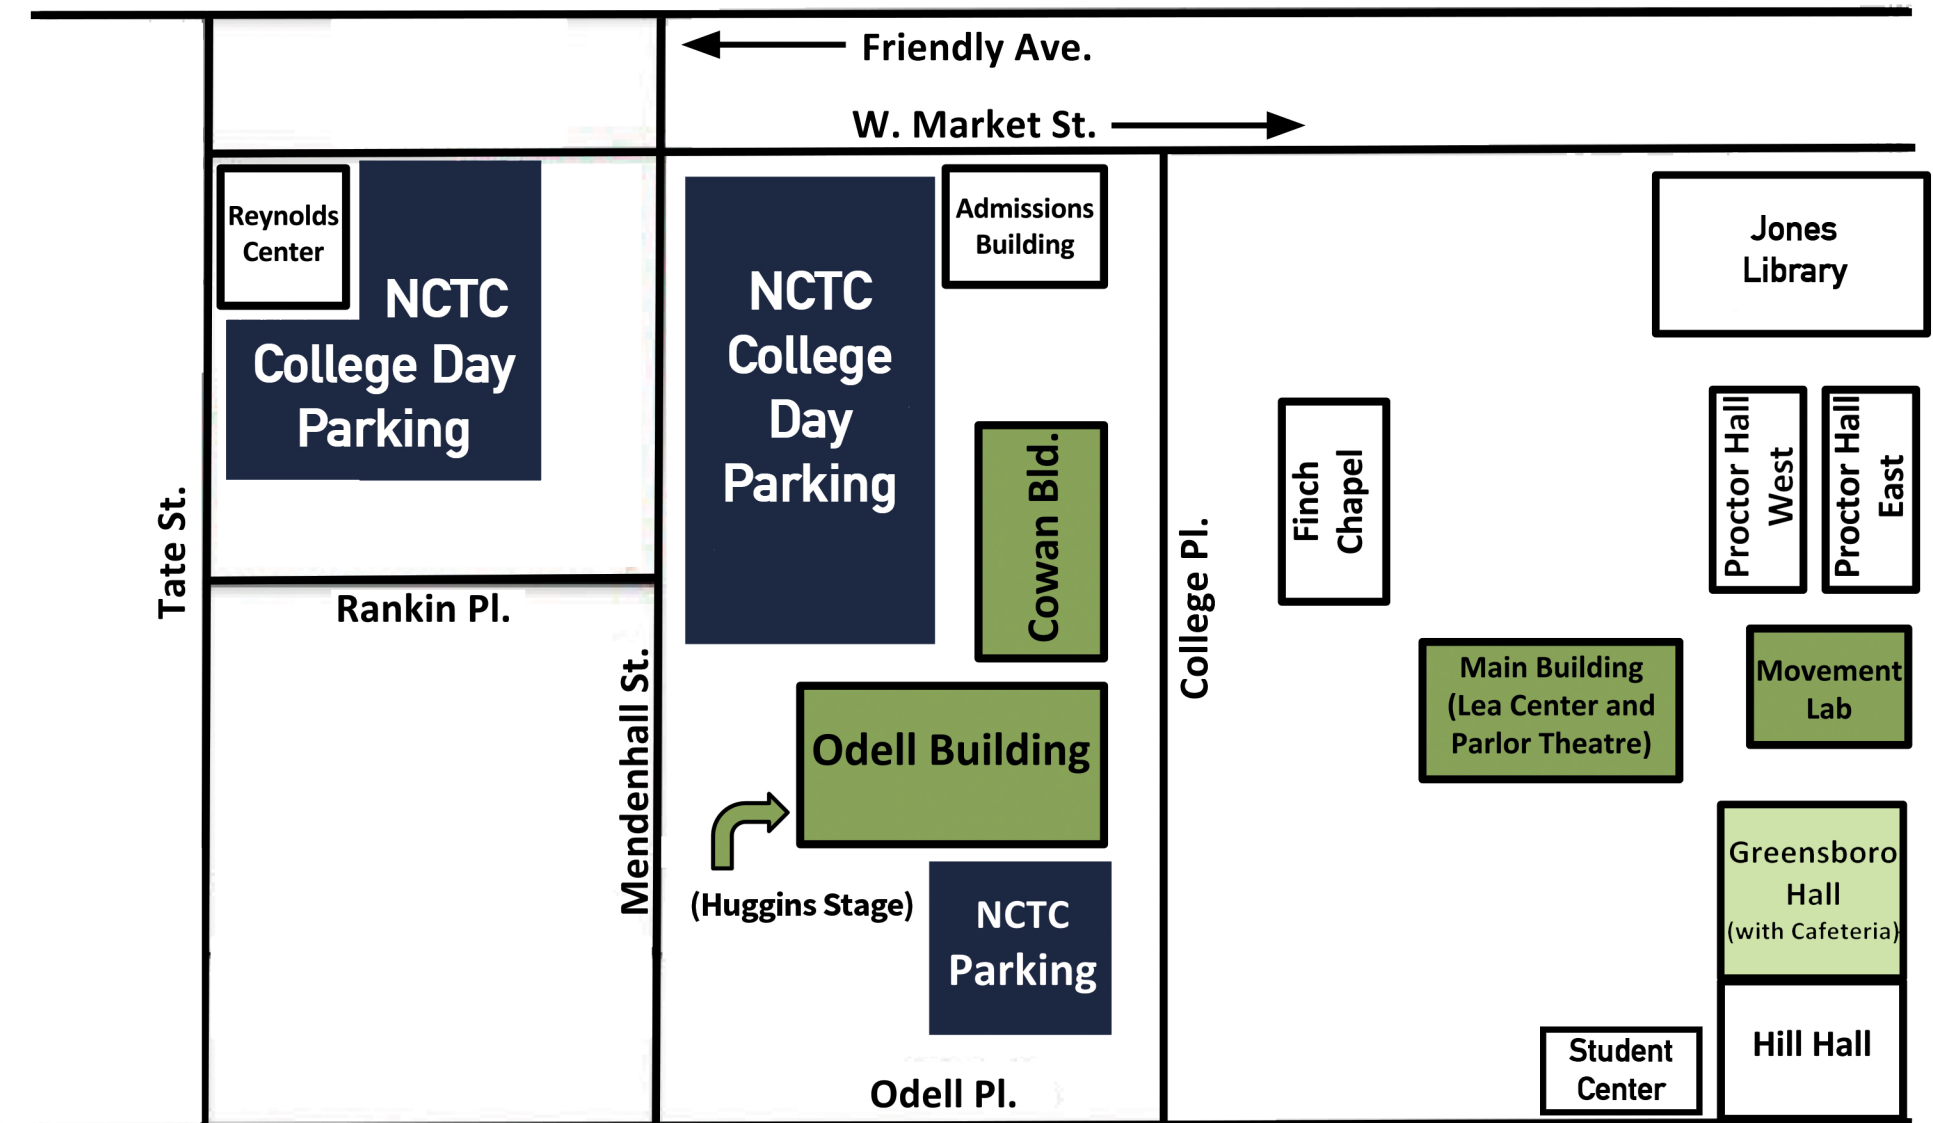 Friendly Ave.
W. Market St.
Reynolds
Center
NCTC
College Day
Parking
NCTC
College
Day
Parking
Admissions
Building
Jones
Library
Cowan Bld.
Finch
Chapel
Proctor Hall
West
Proctor Hall
East
Tate St.
Rankin Pl.
Mendenhall St.
College Pl.
Odell Building
(Huggins Stage)
Main Building
(Lea Center and
Parlor Theatre)
Movement
Lab
Greensboro
Hall
(with Cafeteria)
NCTC
Parking
Hill Hall
Student
Center
Odell Pl.